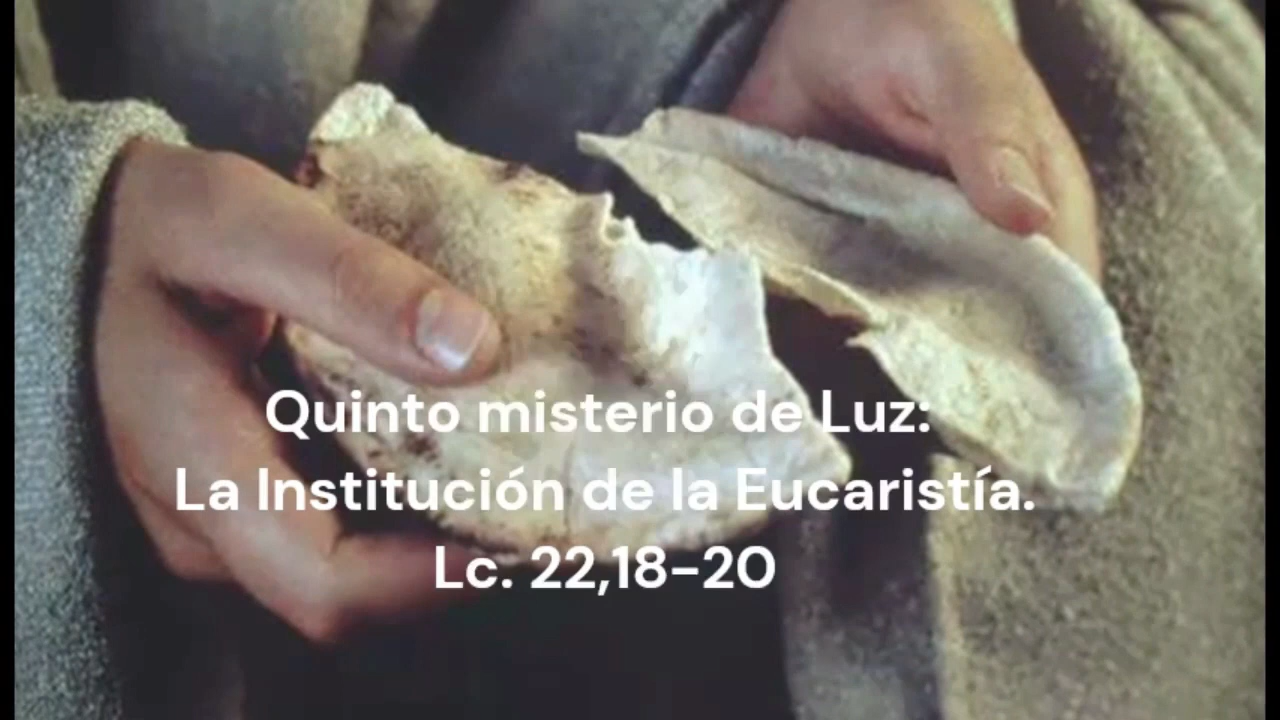 Quinto misterio de Luz:
La Institución de la Eucaristía.
Lc. 22,18-20